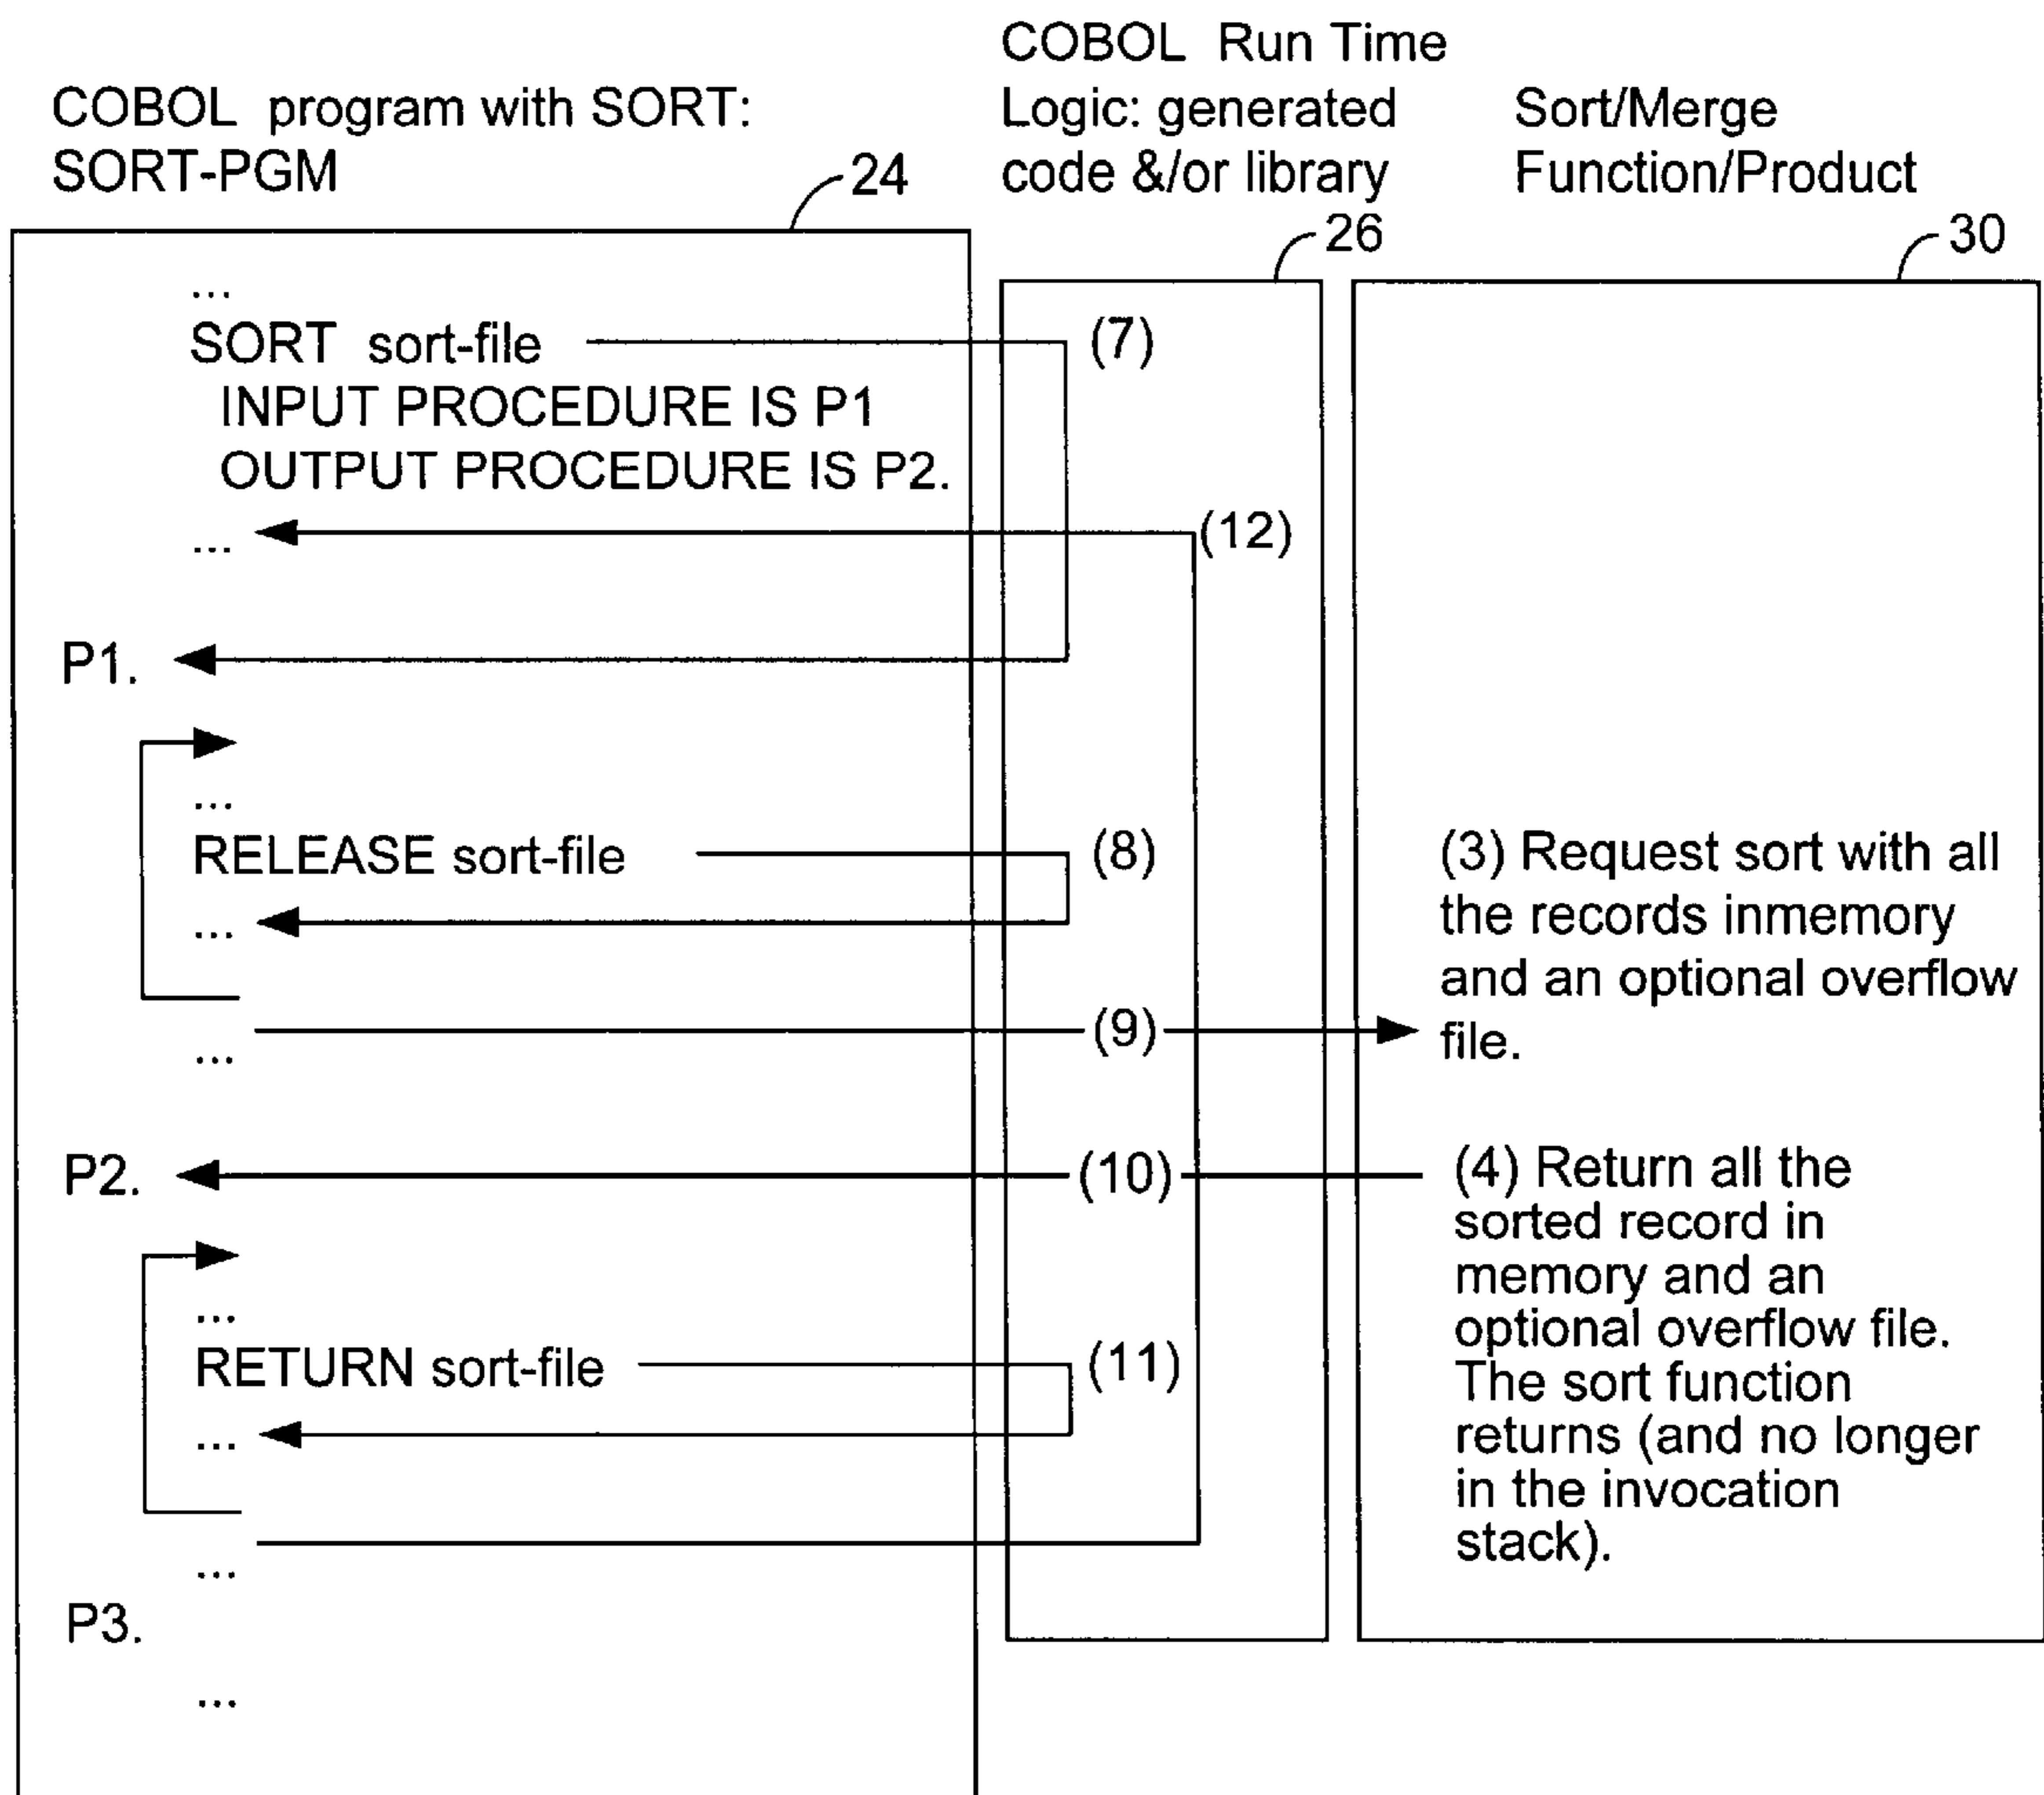 COBOL program with SORT:
SORT-PGM
24
COBOL Run Time
Logic: generated
code &/or library
26
Sort/Merge
Function/Product
30
...
SORT sort-file
(7)
INPUT PROCEDURE IS P1
OUTPUT PROCEDURE IS P2.
...
(12)
P1.
...
RELEASE sort-file
(8)
...
(9)
...
(3) Request sort with all
the records inmemory
and an optional overflow
file.
P2.
(10)
(4) Return all the
sorted record in
memory and an
optional overflow file.
The sort function
returns (and no longer
in the invocation
stack).
...
RETURN sort-file
(11)
...
...
P3.
...